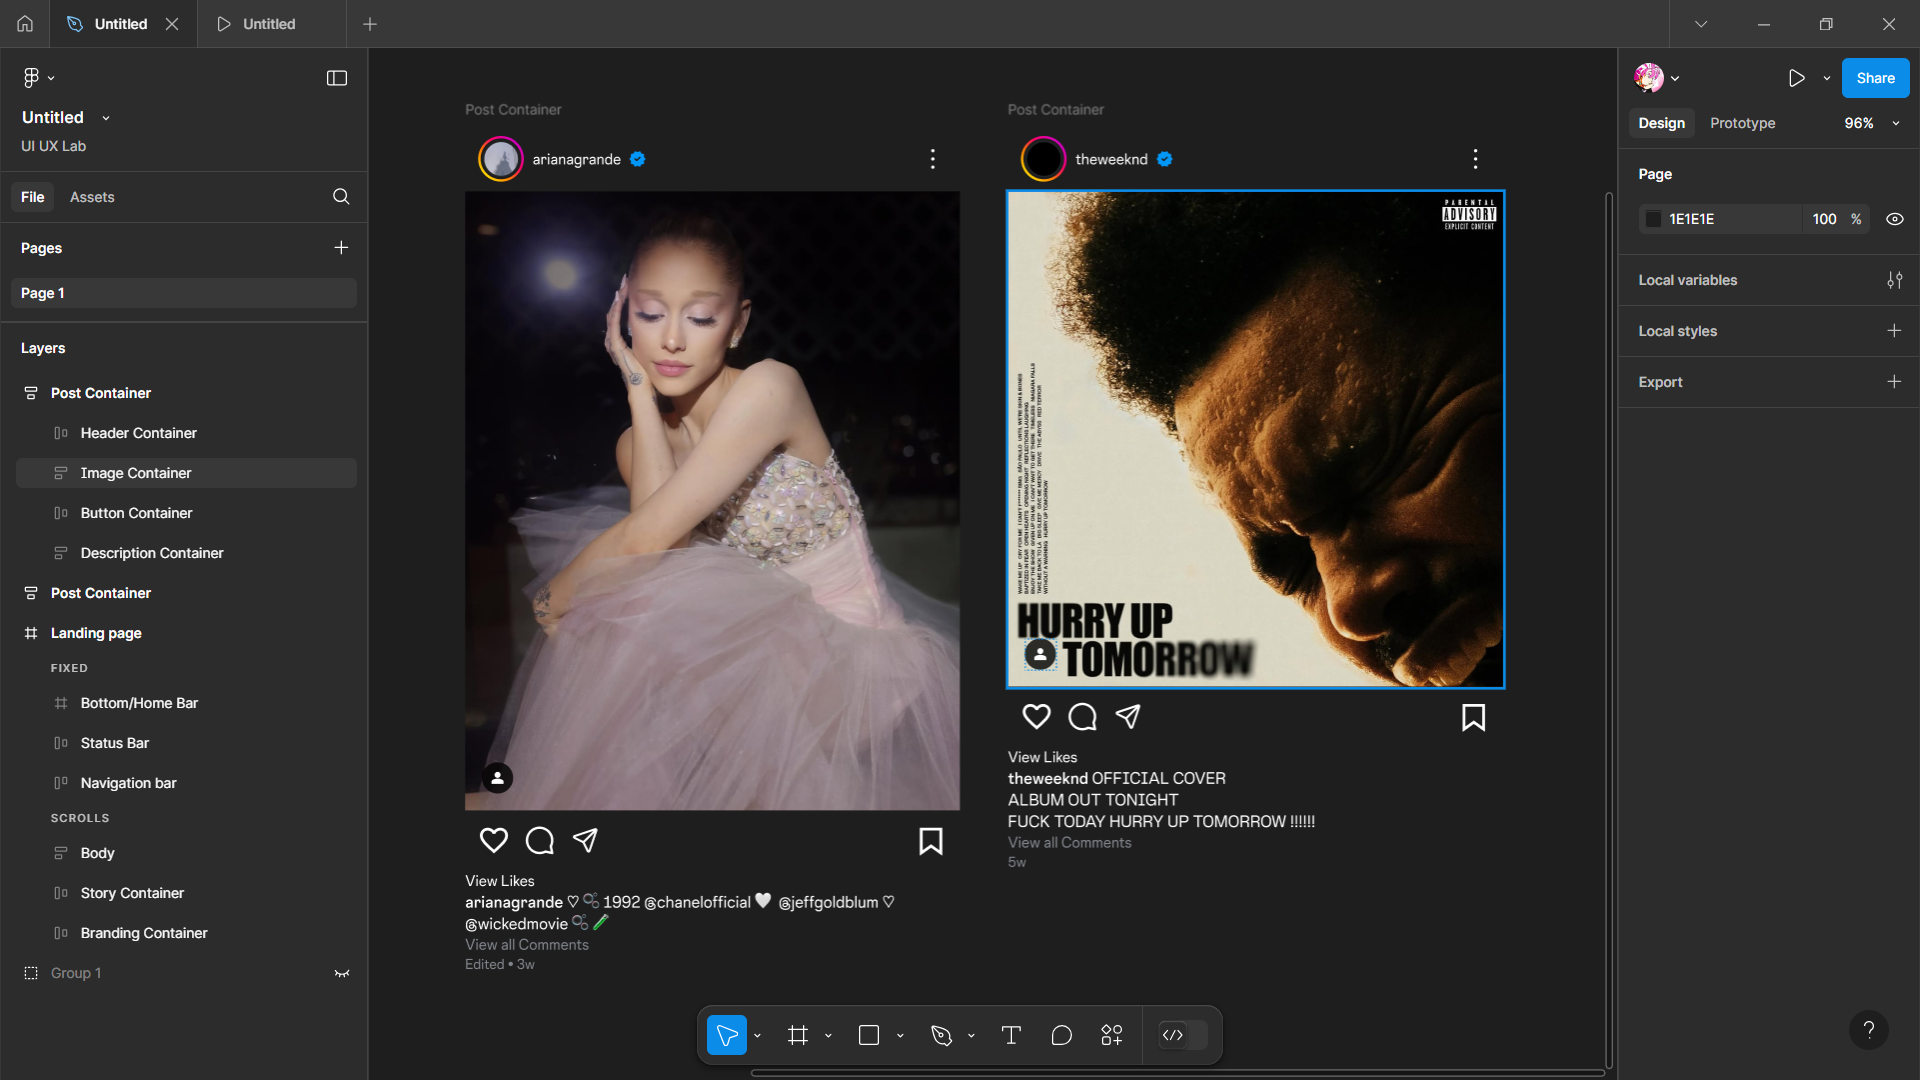 Untitled
Untitled
Untitled
UI UX Lab
File
Assets
Pages
Page 1
Layers
Post Container
Header Container
Image Container
Button Container
Description Container
Post Container
Landing page
FIXED
Bottom/Home Bar
Status Bar
Navigation bar
SCROLLS
Body
Story Container
Branding Container
Group 1
Post Container
arianagrande
View Likes
arianagrande ♡🫧 1992 @chanelofficial 🤍 @jeffgoldblum ♡
@wickedmovie 🫧🧪
View all Comments
Edited • 3w
Post Container
theweeknd
PARENTAL
ADVISORY
EXPLICIT CONTENT
HURRY UP
TOMORROW
View Likes
theweeknd OFFICIAL COVER
ALBUM OUT TONIGHT
FUCK TODAY HURRY UP TOMORROW !!!!!!
View all Comments
5w
Share
Design
Prototype
96%
Page
1E1E1E
100 %
Local variables
Local styles
Export
?